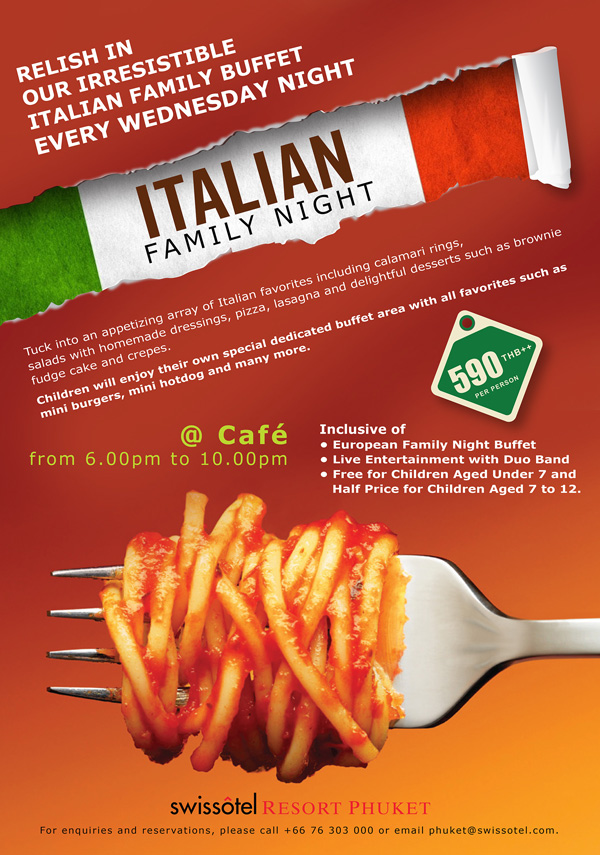 RELISH IN
OUR IRRESISTIBLE
ITALIAN FAMILY BUFFET
EVERY WEDNESDAY NIGHT
ITALIAN
FAMILY NIGHT
Tuck into an appetizing array of Italian favorites including calamari rings,
salads with homemade dressings, pizza, lasagna and delightful desserts such as brownie
fudge cake and crepes.
Children will enjoy their own special dedicated buffet area with all favorites such as
mini burgers, mini hotdog and many more.
590 THB++
PER PERSON
@ Café
from 6.00pm to 10.00pm
Inclusive of
• European Family Night Buffet
• Live Entertainment with Duo Band
• Free for Children Aged Under 7 and
Half Price for Children Aged 7 to 12.
swissôtel RESORT PHUKET
For enquiries and reservations, please call +66 76 303 000 or email phuket@swissotel.com.